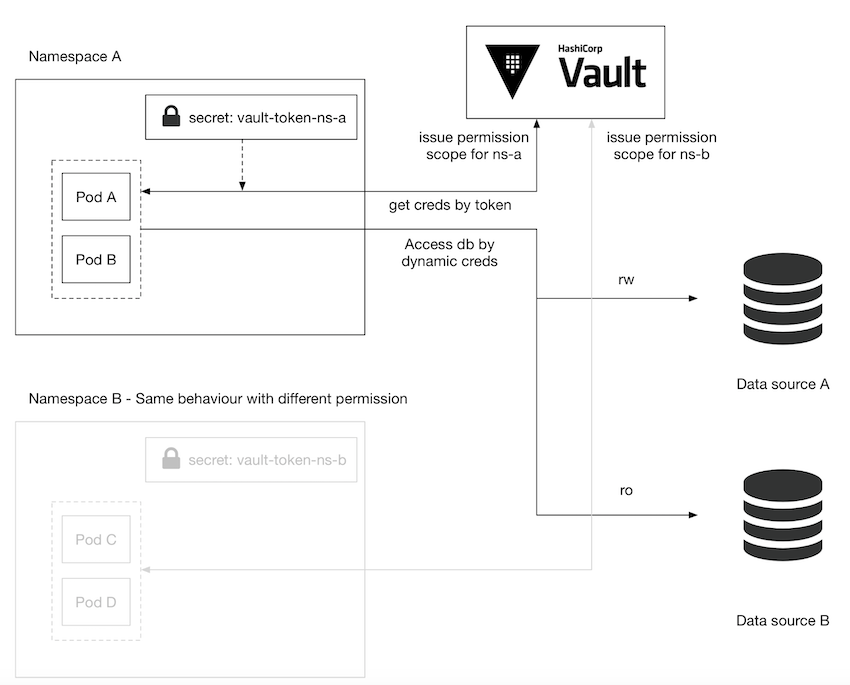 Namespace A
HashiCorp
Vault
secret: vault-token-ns-a
issue permission
scope for ns-a
issue permission
scope for ns-b
Pod A
get creds by token
Pod B
Access db by
dynamic creds
rw
Data source A
Namespace B - Same behaviour with different permission
secret: vault-token-ns-b
ro
Pod C
Pod D
Data source B